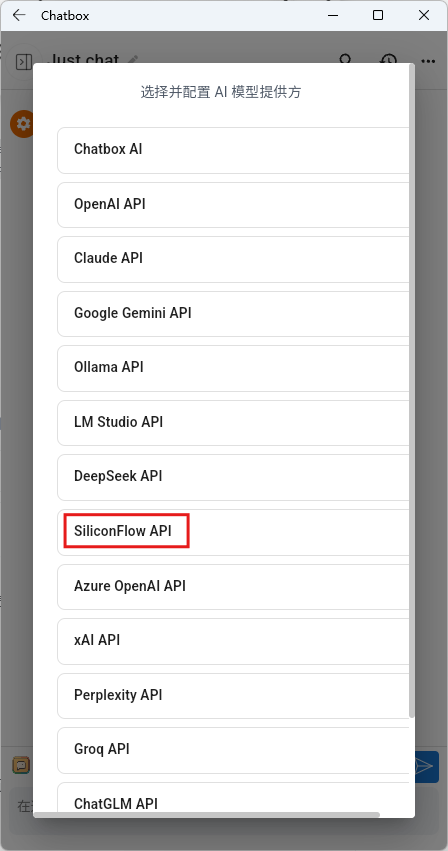 Chatbox
Just chat
选择并配置 AI 模型提供方
Chatbox AI
OpenAI API
Claude API
Google Gemini API
Ollama API
LM Studio API
DeepSeek API
SiliconFlow API
Azure OpenAI API
xAI API
Perplexity API
Groq API
ChatGLM API
在